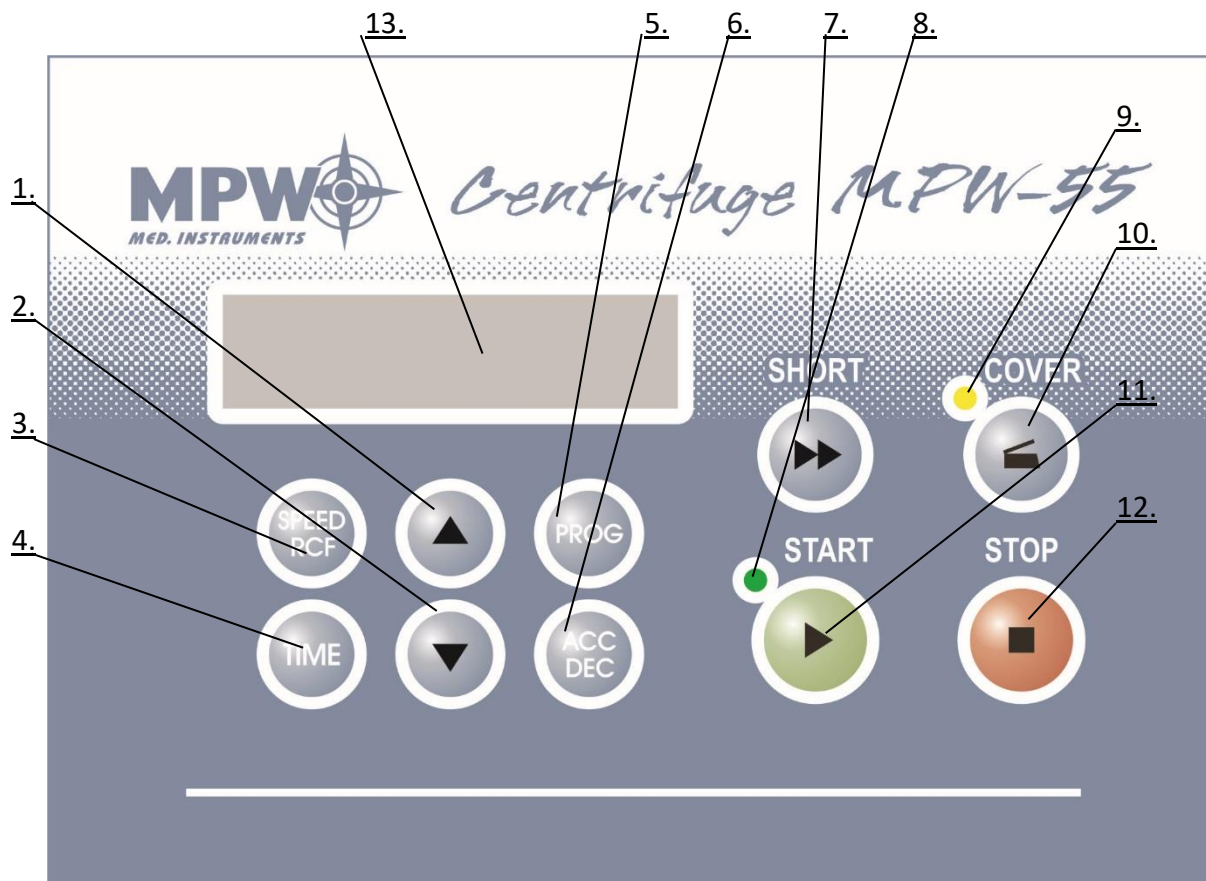 13. 5. 6. 7. 8.
9.
1.
MPW Centrifuge MPW-55
MED. INSTRUMENTS
10.
2.
SHORT COVER
11.
3.
SPEED
RCF
PROG
12.
4.
START STOP
TIME
ACC
DEC